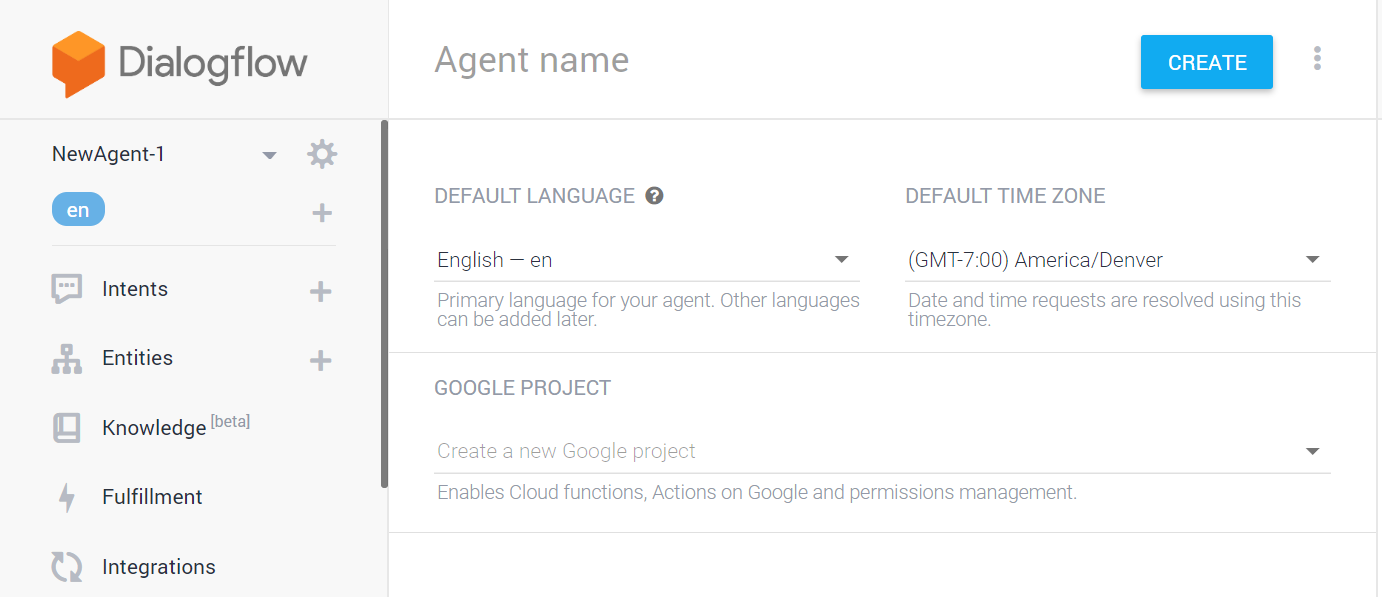 Dialogflow
Agent name
CREATE
NewAgent-1
en
Intents
Entities
Knowledge [beta]
Fulfillment
Integrations
DEFAULT LANGUAGE ?
DEFAULT TIME ZONE
English — en
(GMT-7:00) America/Denver
Primary language for your agent. Other languages
can be added later.
Date and time requests are resolved using this
timezone.
GOOGLE PROJECT
Create a new Google project
Enables Cloud functions, Actions on Google and permissions management.